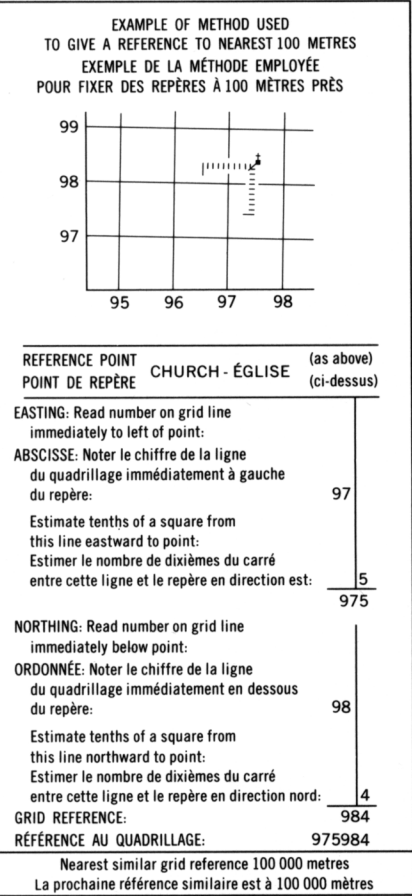 EXAMPLE OF METHOD USED
TO GIVE A REFERENCE TO NEAREST 100 METRES
EXEMPLE DE LA MÉTHODE EMPLOYÉE
POUR FIXER DES REPÈRES À 100 MÈTRES PRÈS
99
98
97
95 96 97 98
REFERENCE POINT
POINT DE REPÈRE
CHURCH - ÉGLISE
(as above)
(ci-dessus)
EASTING: Read number on grid line
immediately to left of point:
ABSCISSE: Noter le chiffre de la ligne
du quadrillage immédiatement à gauche
du repère: 97
Estimate tenths of a square from
this line eastward to point:
Estimer le nombre de dixièmes du carré
entre cette ligne et le repère en direction est: 5
975
NORTHING: Read number on grid line
immediately below point:
ORDONNÉE: Noter le chiffre de la ligne
du quadrillage immédiatement en dessous
du repère: 98
Estimate tenths of a square from
this line northward to point:
Estimer le nombre de dixièmes du carré
entre cette ligne et le repère en direction nord: 4
GRID REFERENCE: 984
RÉFÉRENCE AU QUADRILLAGE: 975984
Nearest similar grid reference 100 000 metres
La prochaine référence similaire est à 100 000 mètres